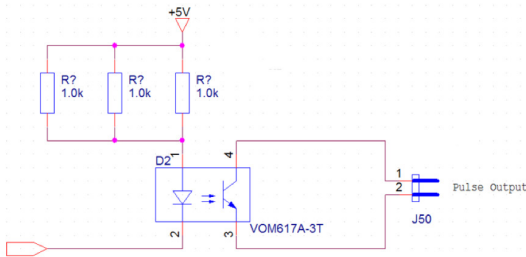 +5V
R?
1.0k
R?
1.0k
R?
1.0k
D2
1
4
2
3
VOM617A-3T
1
2
Pulse Output
J50